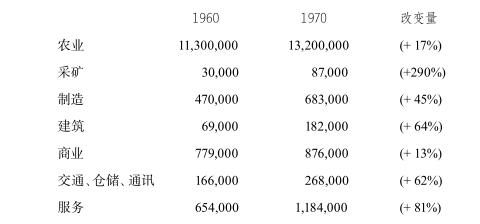 1960 1970 改变量
农业 11,300,000 13,200,000 (+ 17%)
采矿 30,000 87,000 (+290%)
制造 470,000 683,000 (+ 45%)
建筑 69,000 182,000 (+ 64%)
商业 779,000 876,000 (+ 13%)
交通、仓储、通讯 166,000 268,000 (+ 62%)
服务 654,000 1,184,000 (+ 81%)